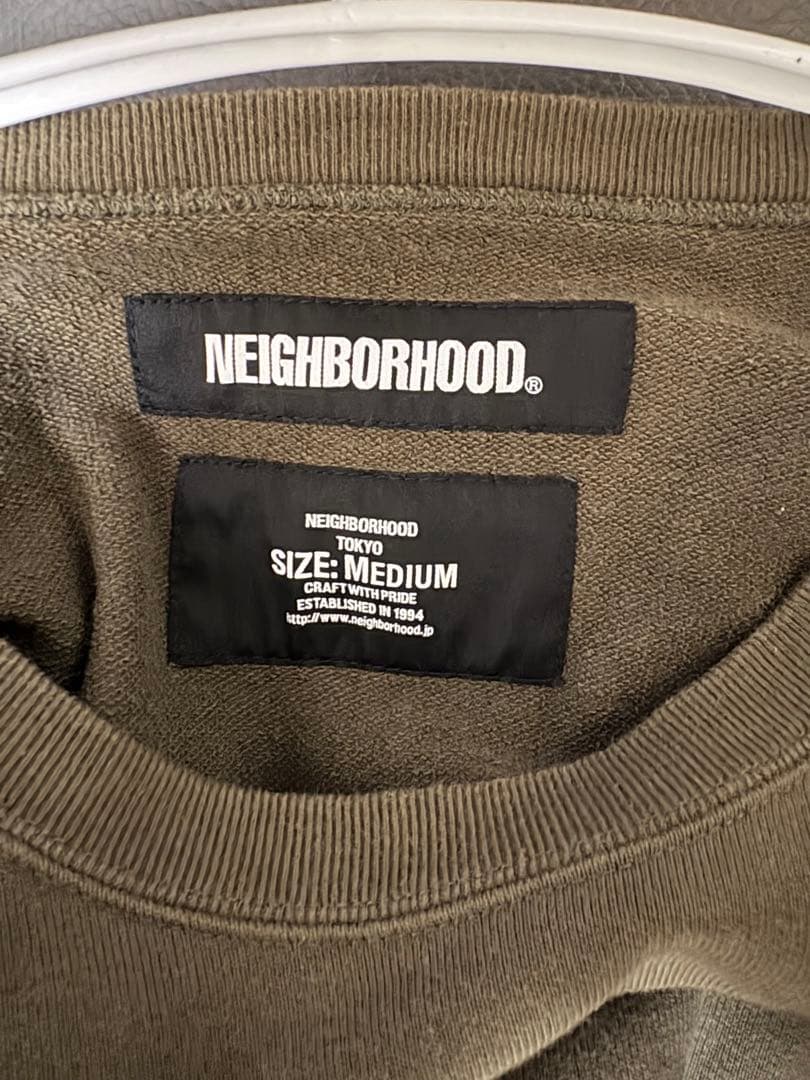 NEIGHBORHOOD®
NEIGHBORHOOD
TOKYO
SIZE: MEDIUM
CRAFT WITH PRIDE
ESTABLISHED IN 1994
http://www.neighborhood.jp